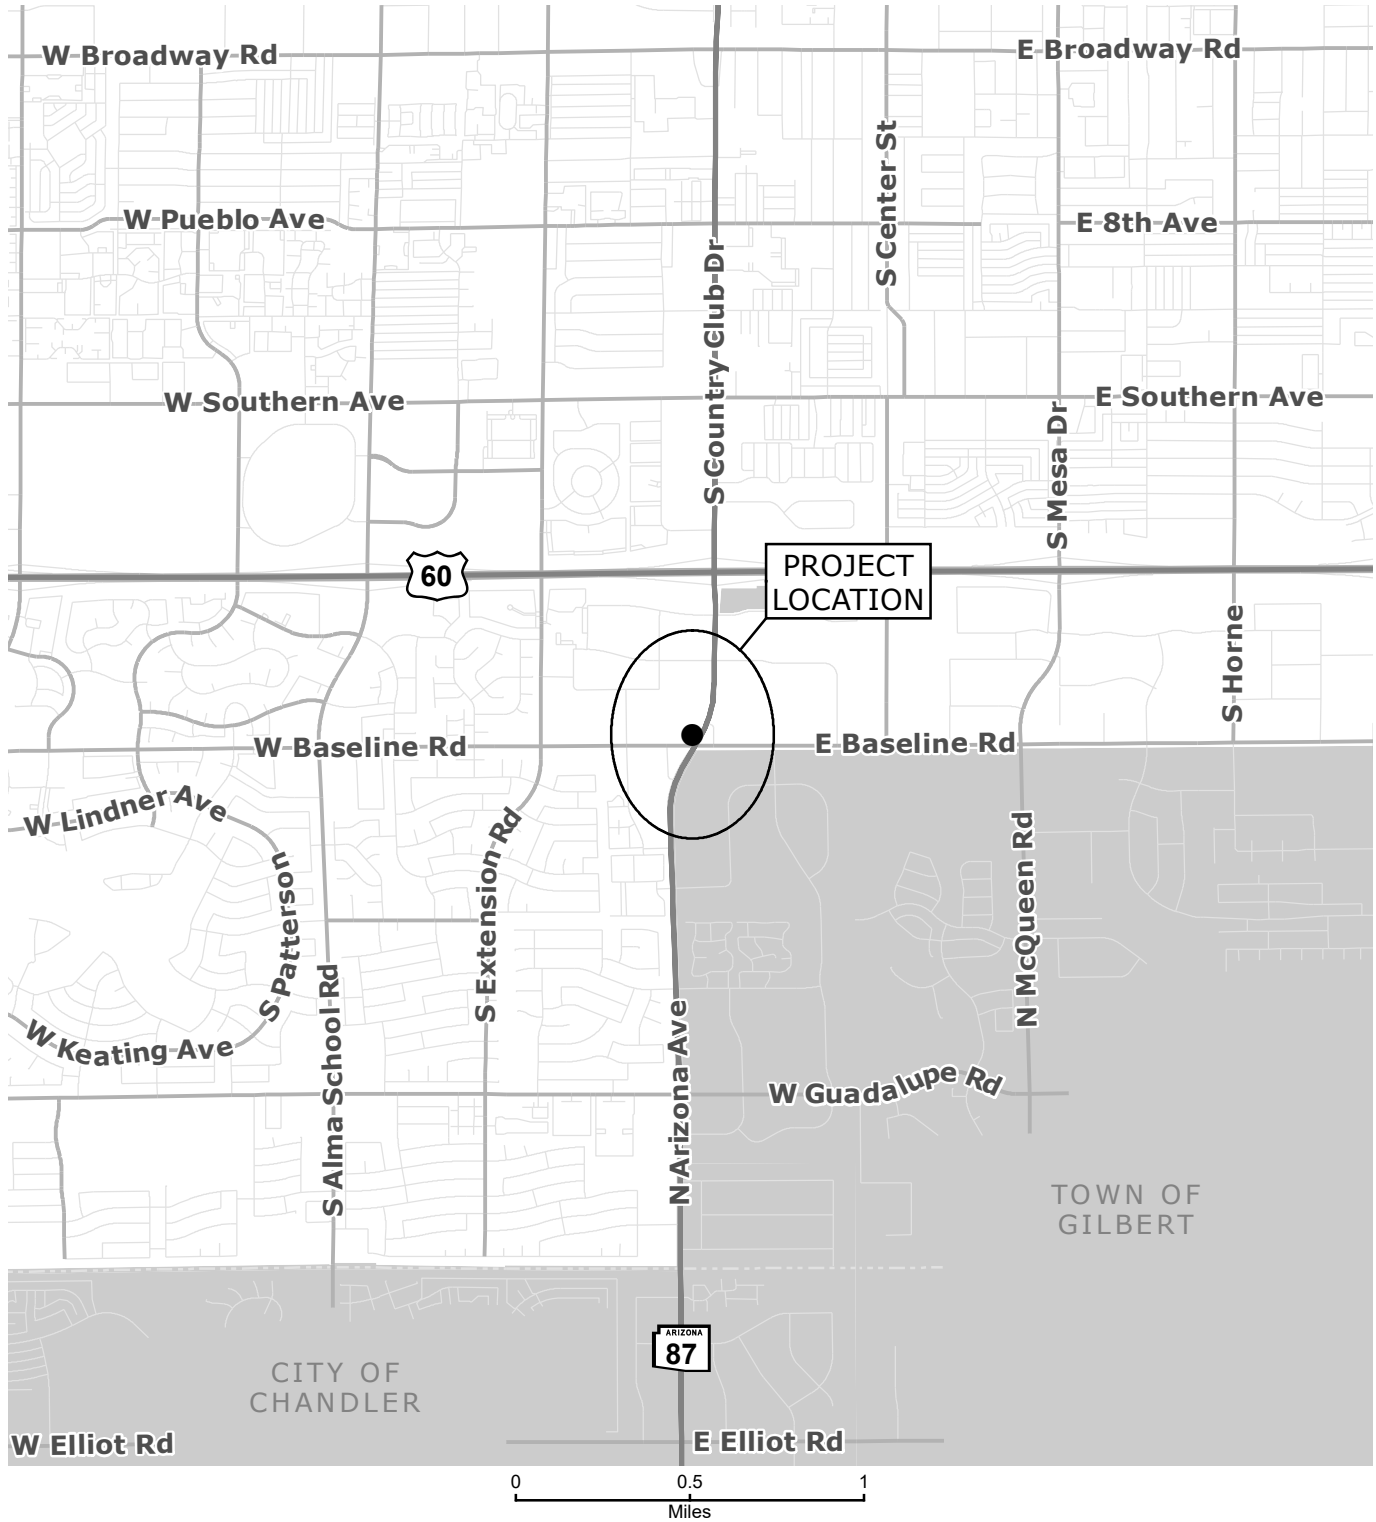 W Broadway Rd
E Broadway Rd
S Center St
W Pueblo Ave
E 8th Ave
S Country Club Dr
W Southern Ave
E Southern Ave
S Mesa Dr
60
PROJECT
LOCATION
S Horne
W Baseline Rd
E Baseline Rd
W Lindner Ave
S Patterson
S Extension Rd
N McQueen Rd
S Alma School Rd
N Arizona Ave
W Keating Ave
W Guadalupe Rd
TOWN OF
GILBERT
ARIZONA
87
CITY OF
CHANDLER
W Elliot Rd
E Elliot Rd
0 0.5 1
Miles